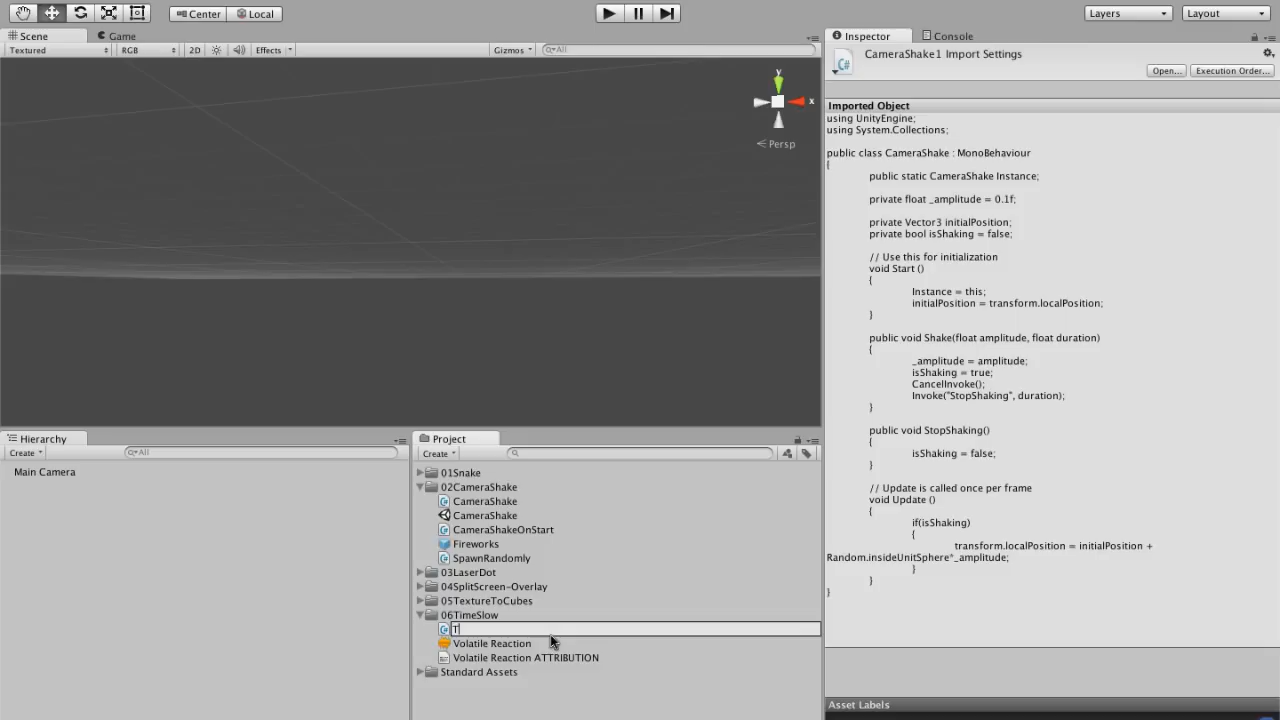 Center
Local
Layers
Layout
Scene
Game
Textured
RGB
2D
Effects
Gizmos
All
y
x
Persp
Inspector
Console
CameraShake1 Import Settings
Open...
Execution Order...
Imported Object
using UnityEngine;
using System.Collections;
public class CameraShake : MonoBehaviour
{
public static CameraShake Instance;
private float _amplitude = 0.1f;
private Vector3 initialPosition;
private bool isShaking = false;
// Use this for initialization
void Start ()
{
Instance = this;
initialPosition = transform.localPosition;
}
public void Shake(float amplitude, float duration)
{
_amplitude = amplitude;
isShaking = true;
CancelInvoke();
Invoke("StopShaking", duration);
}
public void StopShaking()
{
isShaking = false;
}
// Update is called once per frame
void Update ()
{
if(isShaking)
{
transform.localPosition = initialPosition +
Random.insideUnitSphere*_amplitude;
}
}
}
Asset Labels
Hierarchy
Create
All
Main Camera
Project
Create
01Snake
02CameraShake
CameraShake
CameraShake
CameraShakeOnStart
Fireworks
SpawnRandomly
03LaserDot
04SplitScreen-Overlay
05TextureToCubes
06TimeSlow
T
Volatile Reaction
Volatile Reaction ATTRIBUTION
Standard Assets